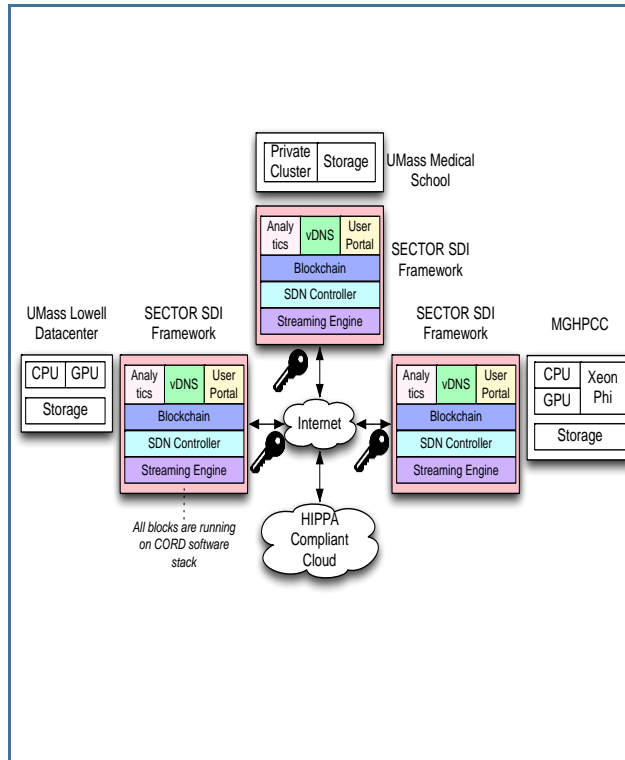 Private
Cluster
Storage
UMass Medical
School
Analy
tics
vDNS
User
Portal
Blockchain
SDN Controller
Streaming Engine
SECTOR SDI
Framework
UMass Lowell
Datacenter
CPU
GPU
Storage
SECTOR SDI
Framework
Analy
tics
vDNS
User
Portal
Blockchain
SDN Controller
Streaming Engine
All blocks are running
on CORD software
stack
Internet
HIPPA
Compliant
Cloud
SECTOR SDI
Framework
Analy
tics
vDNS
User
Portal
Blockchain
SDN Controller
Streaming Engine
MGHPCC
CPU
GPU
Xeon
Phi
Storage